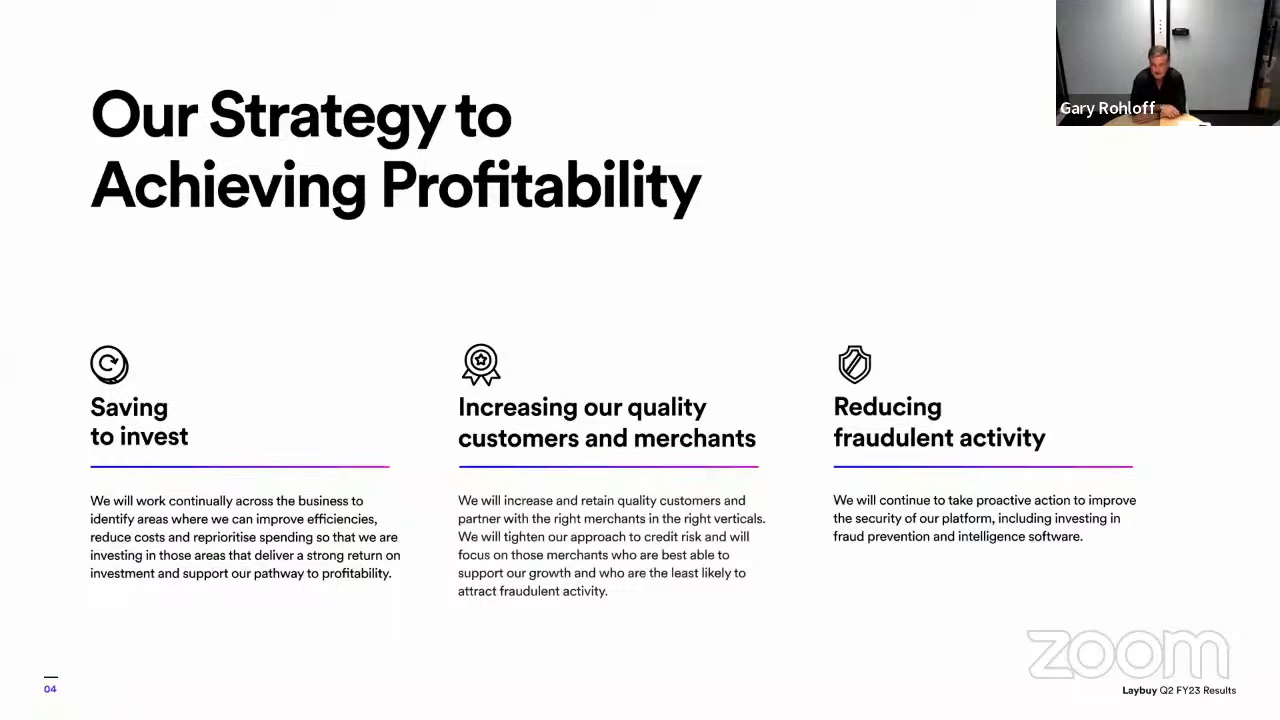 Gary Rohloff
Our Strategy to
Achieving Profitability
Saving
to invest
We will work continually across the business to
identify areas where we can improve efficiencies,
reduce costs and reprioritise spending so that we are
investing in those areas that deliver a strong return on
investment and support our pathway to profitability.
Increasing our quality
customers and merchants
We will increase and retain quality customers and
partner with the right merchants in the right verticals.
We will tighten our approach to credit risk and will
focus on those merchants who are best able to
support our growth and who are the least likely to
attract fraudulent activity.
Reducing
fraudulent activity
We will continue to take proactive action to improve
the security of our platform, including investing in
fraud prevention and intelligence software.
zoom
04
Laybuy Q2 FY23 Results